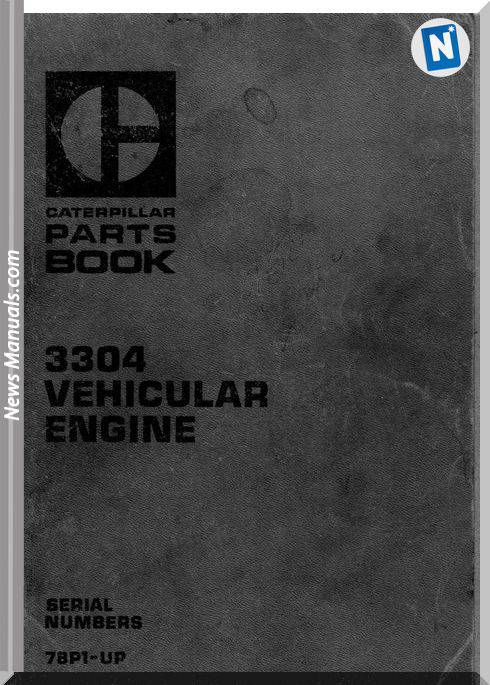 N
CATERPILLAR
PARTS
BOOK
3304
VEHICULAR
ENGINE
SERIAL
NUMBERS
78P1-UP
News Manuals.com